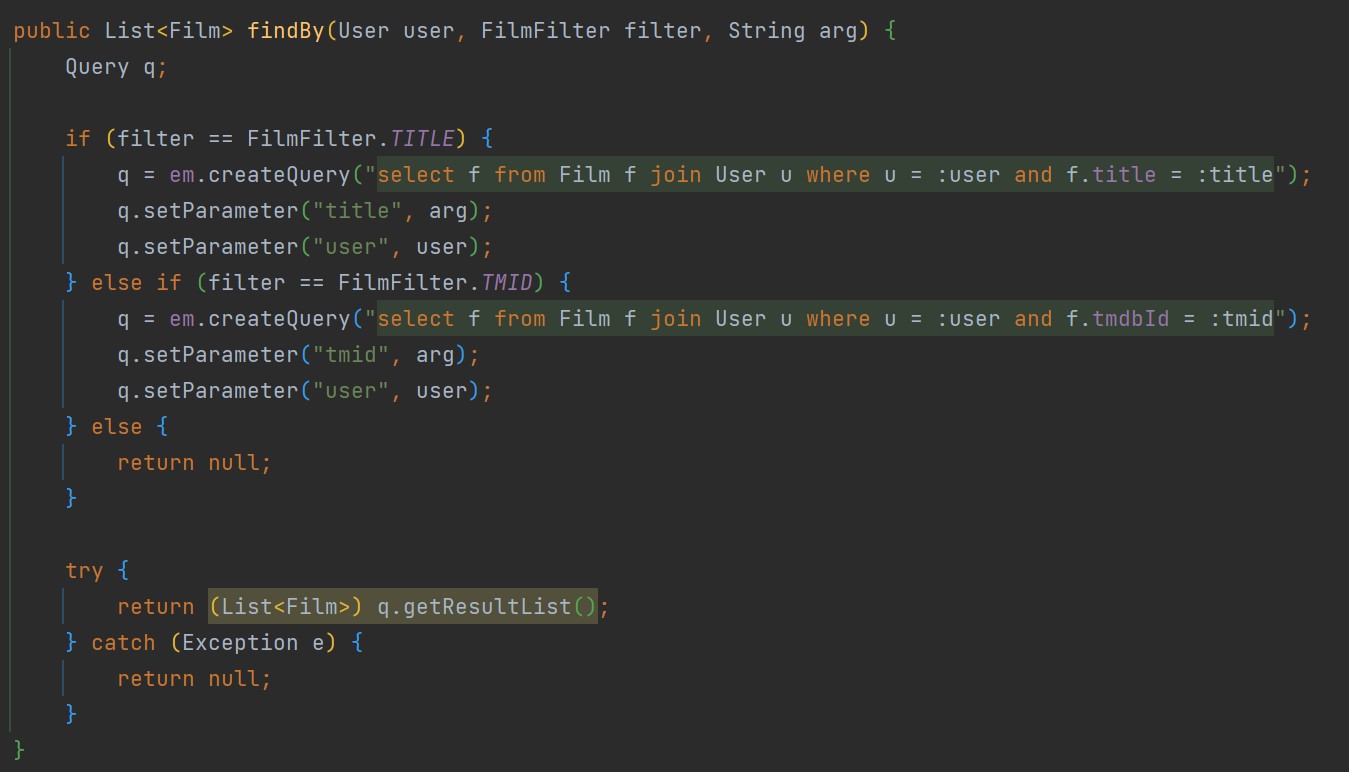 public List<Film> findBy(User user, FilmFilter filter, String arg) {
    Query q;

    if (filter == FilmFilter.TITLE) {
        q = em.createQuery("select f from Film f join User u where u = :user and f.title = :title");
        q.setParameter("title", arg);
        q.setParameter("user", user);
    } else if (filter == FilmFilter.TMID) {
        q = em.createQuery("select f from Film f join User u where u = :user and f.tmdbId = :tmid");
        q.setParameter("tmid", arg);
        q.setParameter("user", user);
    } else {
        return null;
    }

    try {
        return (List<Film>) q.getResultList();
    } catch (Exception e) {
        return null;
    }
}